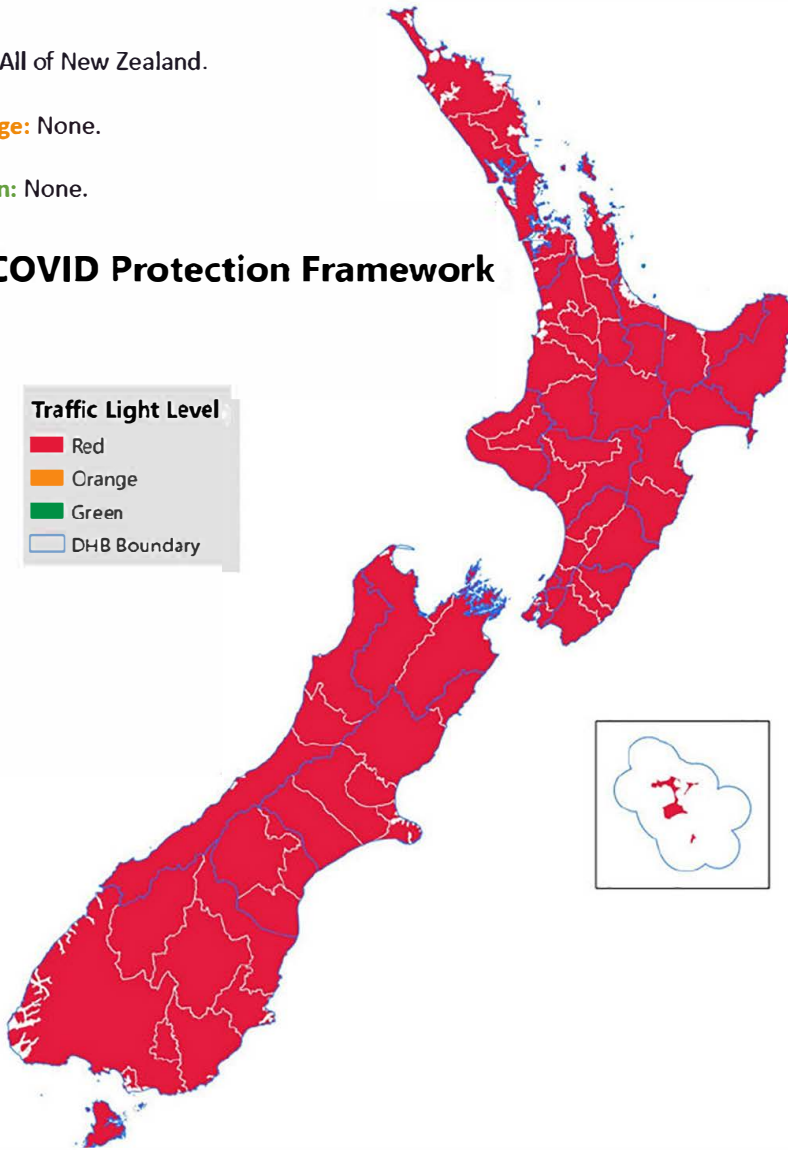 All of New Zealand.
ge: None.
n: None.
COVID Protection Framework
Traffic Light Level
Red
Orange
Green
DHB Boundary